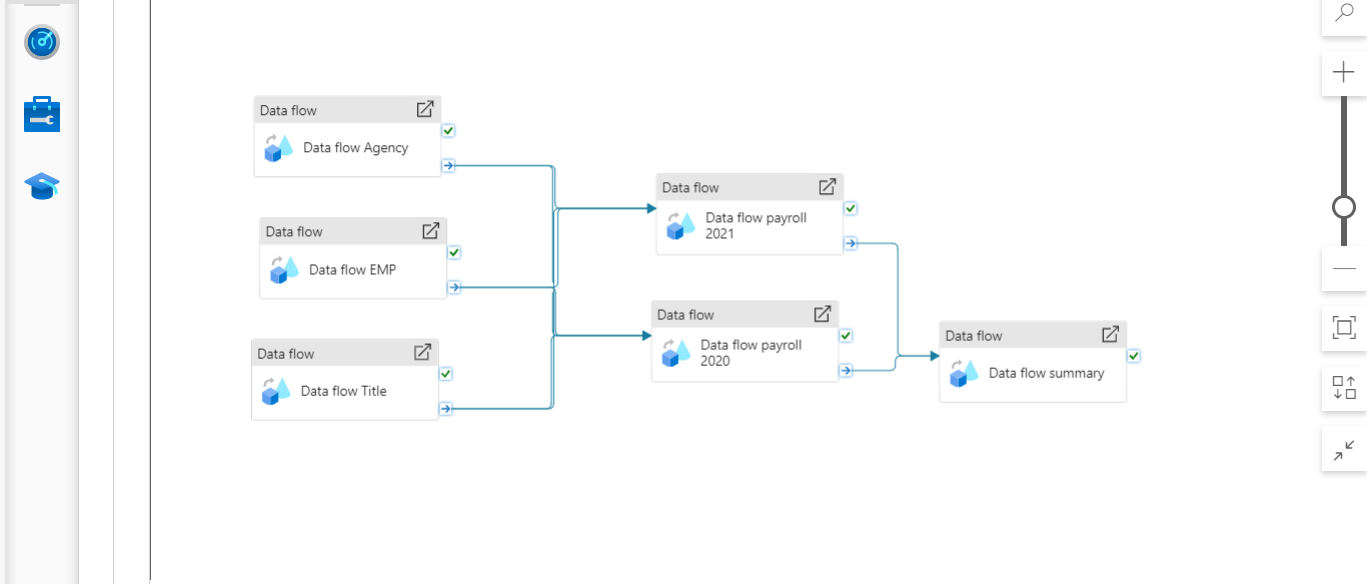 Data flow
Data flow Agency
Data flow
Data flow EMP
Data flow
Data flow Title
Data flow
Data flow payroll
2021
Data flow
Data flow payroll
2020
Data flow
Data flow summary